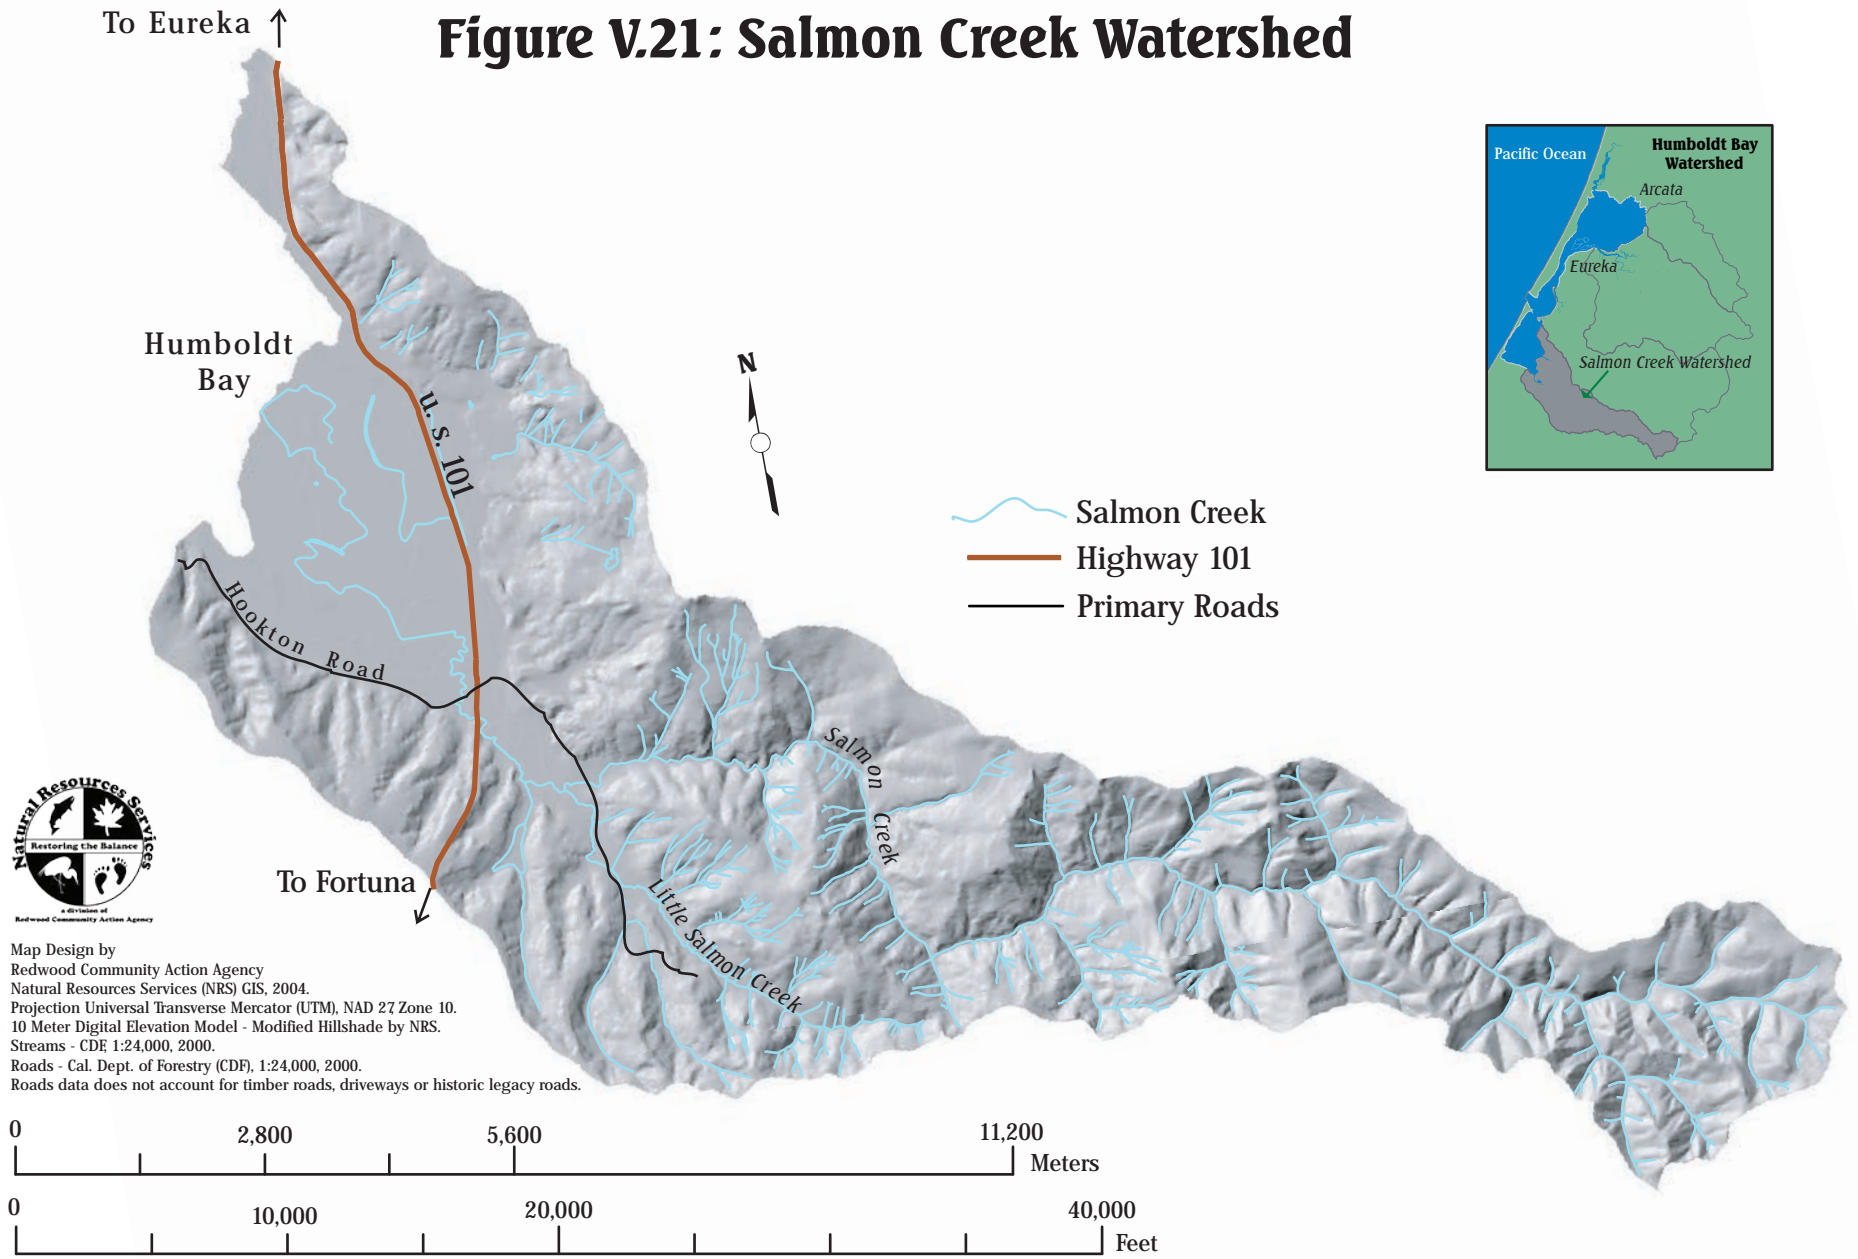 To Eureka
Figure V.21: Salmon Creek Watershed
Pacific Ocean
Humboldt Bay
Watershed
Arcata
Eureka
Salmon Creek Watershed
Humboldt
Bay
U. S. 101
N
Salmon Creek
Highway 101
Primary Roads
Hookton Road
Salmon Creek
Little Salmon Creek
To Fortuna
Natural Resources Services
Restoring the Balance
a division of
Redwood Community Action Agency
Map Design by
Redwood Community Action Agency
Natural Resources Services (NRS) GIS, 2004.
Projection Universal Transverse Mercator (UTM), NAD 27, Zone 10.
10 Meter Digital Elevation Model - Modified Hillshade by NRS.
Streams - CDF, 1:24,000, 2000.
Roads - Cal. Dept. of Forestry (CDF), 1:24,000, 2000.
Roads data does not account for timber roads, driveways or historic legacy roads.
0 2,800 5,600 11,200
Meters
0 10,000 20,000 40,000
Feet